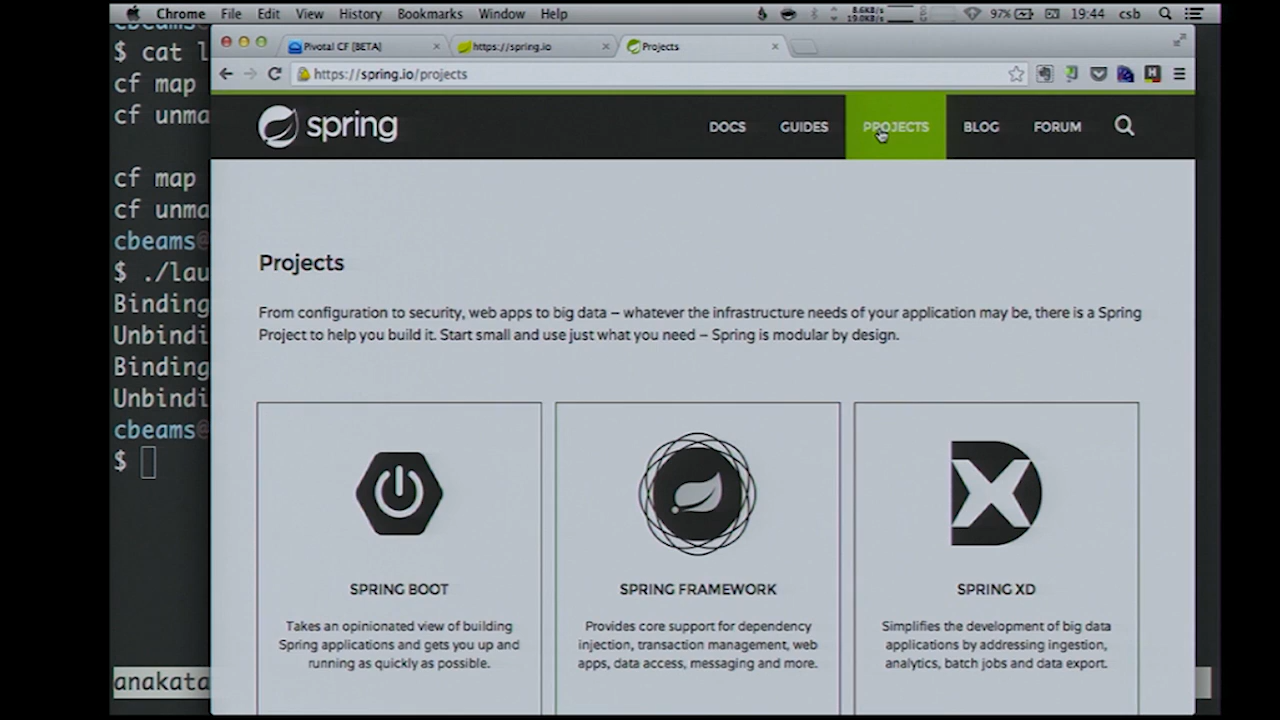 Chrome File Edit View History Bookmarks Window Help 8.6KB/s 19.0KB/s 97% 19:44 csb
Pivotal CF [BETA] https://spring.io Projects
https://spring.io/projects
spring DOCS GUIDES PROJECTS BLOG FORUM
Projects
From configuration to security, web apps to big data – whatever the infrastructure needs of your application may be, there is a Spring
Project to help you build it. Start small and use just what you need – Spring is modular by design.
SPRING BOOT
Takes an opinionated view of building
Spring applications and gets you up and
running as quickly as possible.
SPRING FRAMEWORK
Provides core support for dependency
injection, transaction management, web
apps, data access, messaging and more.
XD
SPRING XD
Simplifies the development of big data
applications by addressing ingestion,
analytics, batch jobs and data export.
$ cat l
cf map
cf unma
cf map
cf unma
cbeams@
$ ./lau
Binding
Unbindi
Binding
Unbindi
cbeams@
$
anakata